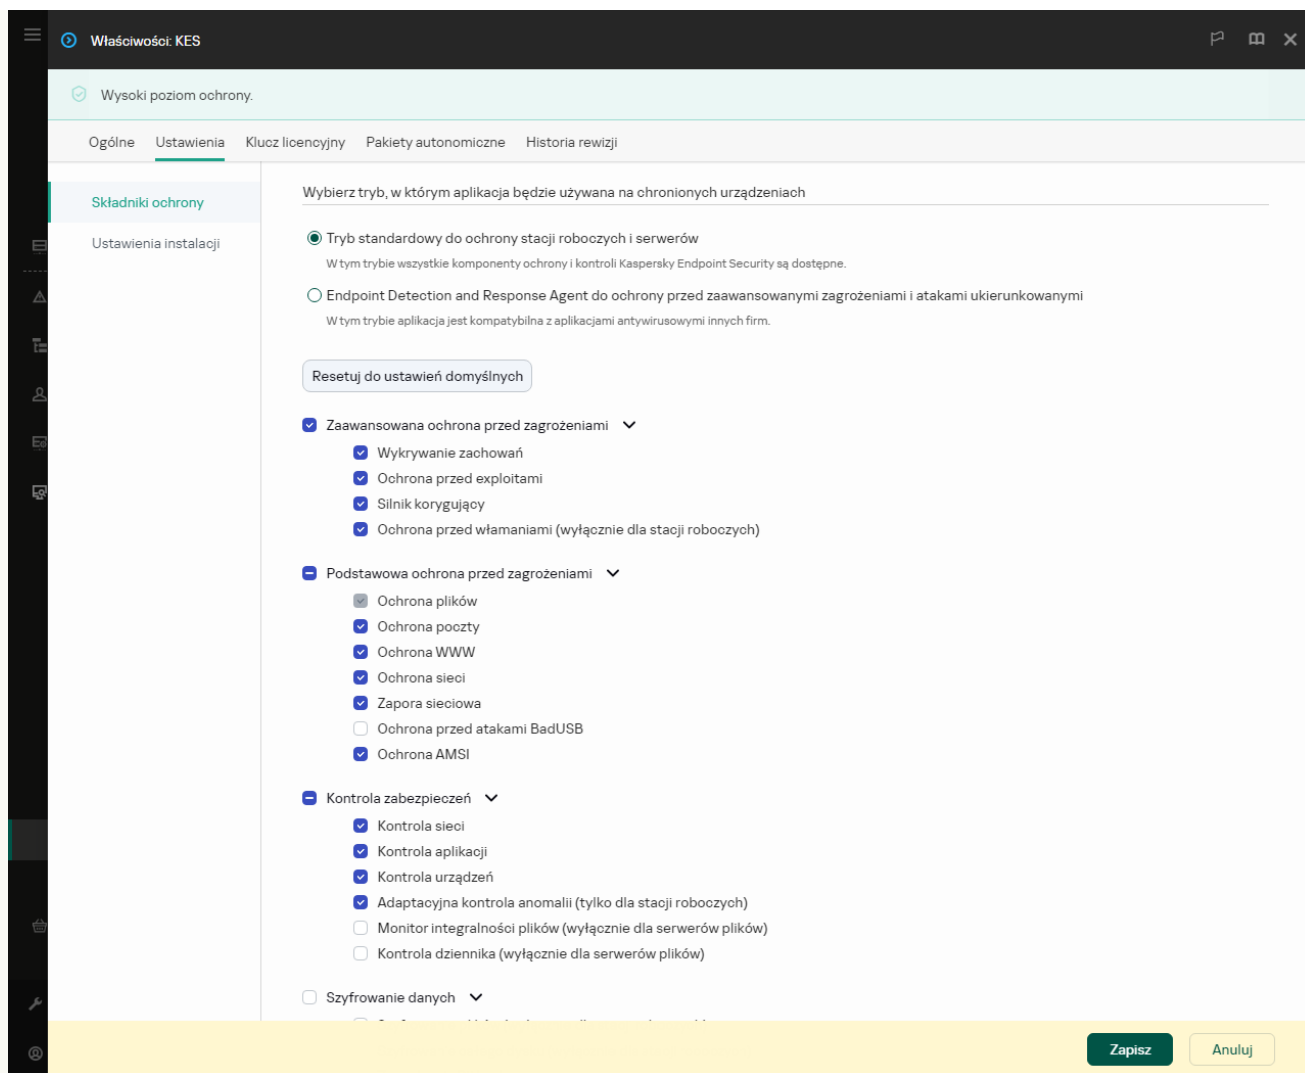 Właściwości: KES
Wysoki poziom ochrony.
Ogólne Ustawienia Klucz licencyjny Pakiety autonomiczne Historia rewizji
Składniki ochrony
Ustawienia instalacji
Wybierz tryb, w którym aplikacja będzie używana na chronionych urządzeniach
Tryb standardowy do ochrony stacji roboczych i serwerów
W tym trybie wszystkie komponenty ochrony i kontroli Kaspersky Endpoint Security są dostępne.
Endpoint Detection and Response Agent do ochrony przed zaawansowanymi zagrożeniami i atakami ukierunkowanymi
W tym trybie aplikacja jest kompatybilna z aplikacjami antywirusowymi innych firm.
Resetuj do ustawień domyślnych
Zaawansowana ochrona przed zagrożeniami
Wykrywanie zachowań
Ochrona przed exploitami
Silnik korygujący
Ochrona przed włamaniami (wyłącznie dla stacji roboczych)
Podstawowa ochrona przed zagrożeniami
Ochrona plików
Ochrona poczty
Ochrona WWW
Ochrona sieci
Zapora sieciowa
Ochrona przed atakami BadUSB
Ochrona AMSI
Kontrola zabezpieczeń
Kontrola sieci
Kontrola aplikacji
Kontrola urządzeń
Adaptacyjna kontrola anomalii (tylko dla stacji roboczych)
Monitor integralności plików (wyłącznie dla serwerów plików)
Kontrola dziennika (wyłącznie dla serwerów plików)
Szyfrowanie danych
Zapisz Anuluj